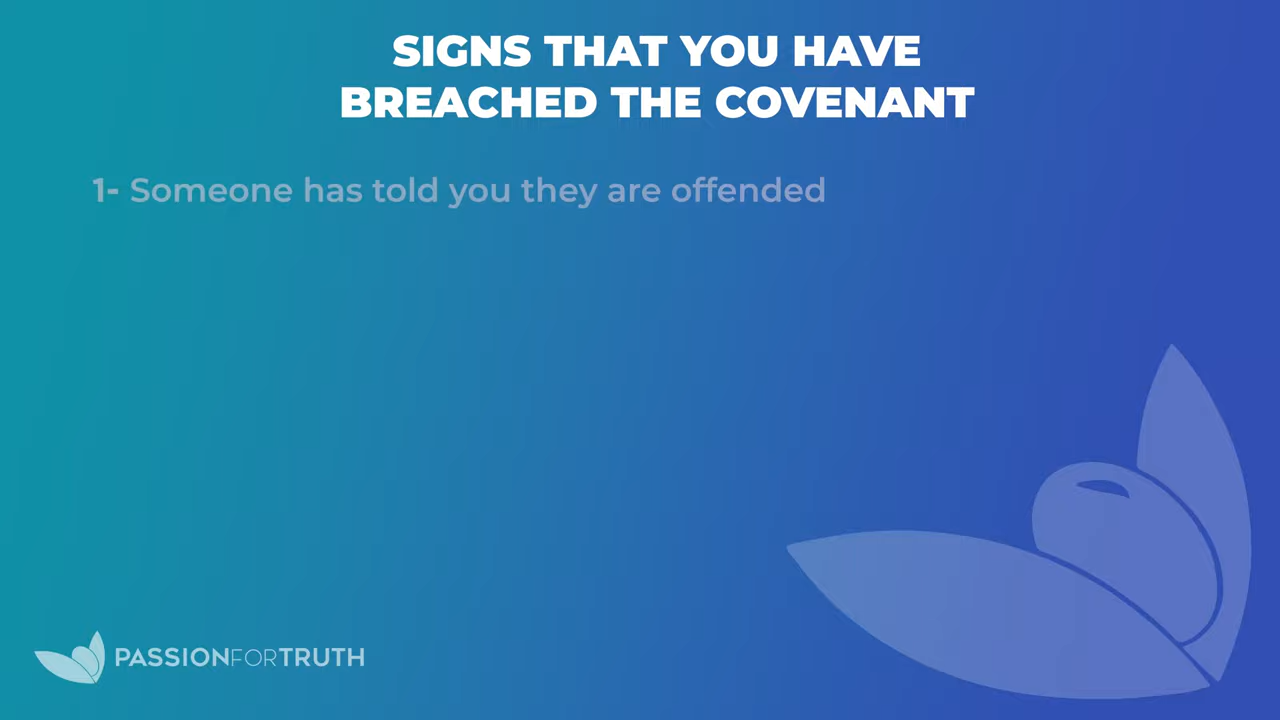 SIGNS THAT YOU HAVE
BREACHED THE COVENANT
1- Someone has told you they are offended
PASSIONFORTRUTH